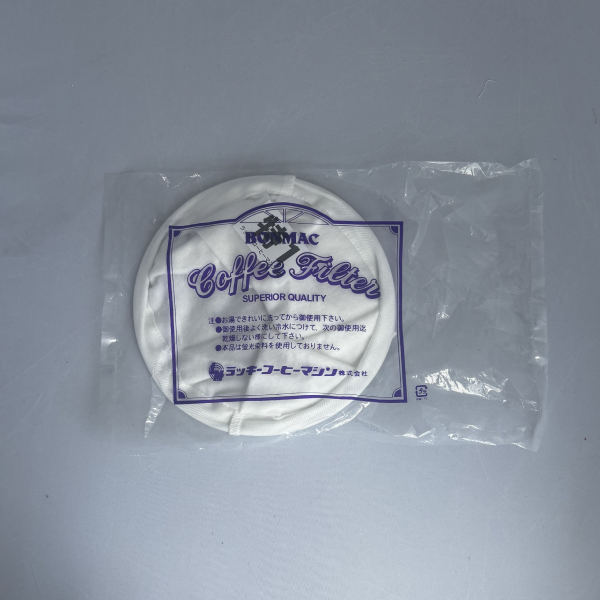 BONMAC
Coffee Filter
SUPERIOR QUALITY
注●お湯できれいに洗ってから御使用下さい。
●御使用後よく洗い冷水につけて、次の御使用迄
乾燥しない様にして下さい。
●本品は蛍光染料を使用しておりません。
ラッキーコーヒーマシン株式会社